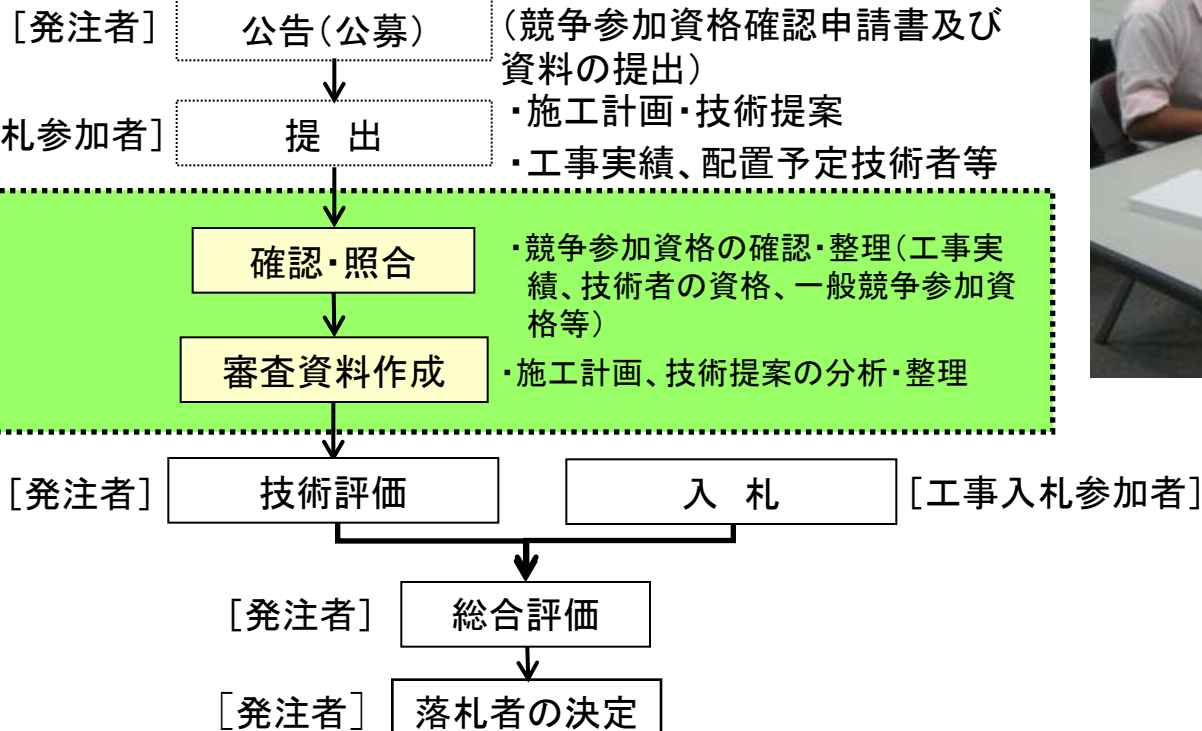 [発注者] 公告(公募) (競争参加資格確認申請書及び
資料の提出)
・施工計画・技術提案
札参加者] 提 出
・工事実績、配置予定技術者等
確認・照合 ・競争参加資格の確認・整理(工事実
績、技術者の資格、一般競争参加資
格等)
審査資料作成 ・施工計画、技術提案の分析・整理
[発注者] 技術評価 入 札 [工事入札参加者]
[発注者] 総合評価
[発注者] 落札者の決定